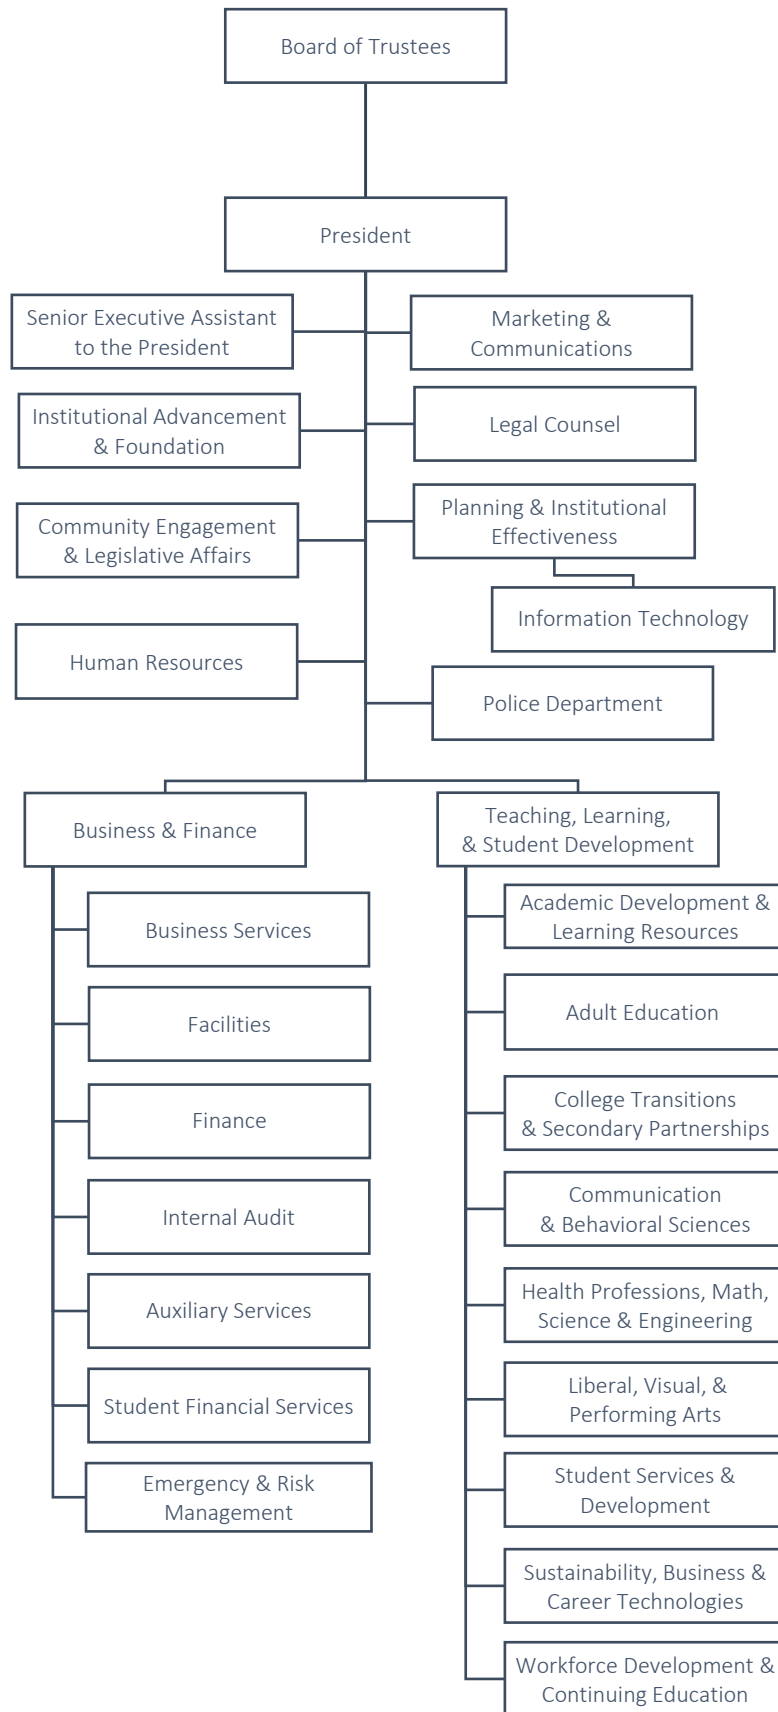 Board of Trustees
President
Senior Executive Assistant
to the President
Marketing &
Communications
Institutional Advancement
& Foundation
Legal Counsel
Community Engagement
& Legislative Affairs
Planning & Institutional
Effectiveness
Information Technology
Human Resources
Police Department
Business & Finance
Business Services
Facilities
Finance
Internal Audit
Auxiliary Services
Student Financial Services
Emergency & Risk
Management
Teaching, Learning,
& Student Development
Academic Development &
Learning Resources
Adult Education
College Transitions
& Secondary Partnerships
Communication
& Behavioral Sciences
Health Professions, Math,
Science & Engineering
Liberal, Visual, &
Performing Arts
Student Services &
Development
Sustainability, Business &
Career Technologies
Workforce Development &
Continuing Education